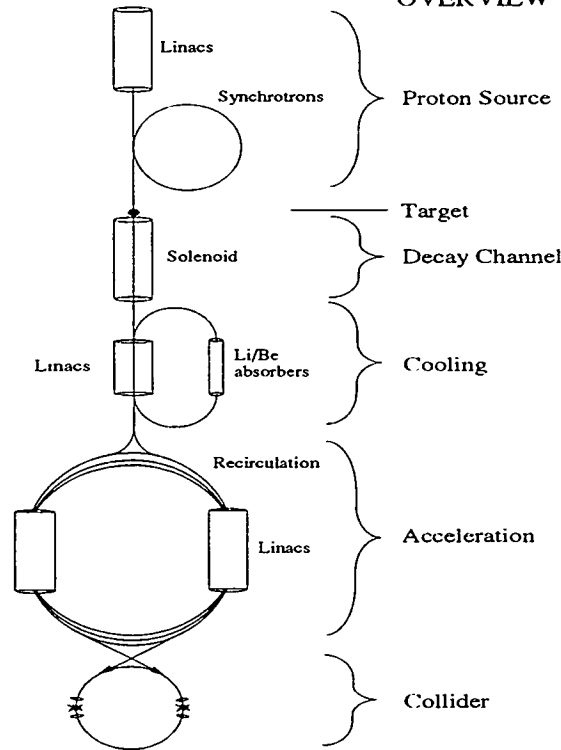 OVERVIEW
Linacs
Synchrotrons
Proton Source
Target
Solenoid
Decay Channel
Linacs
Li/Be
absorbers
Cooling
Recirculation
Linacs
Acceleration
Collider